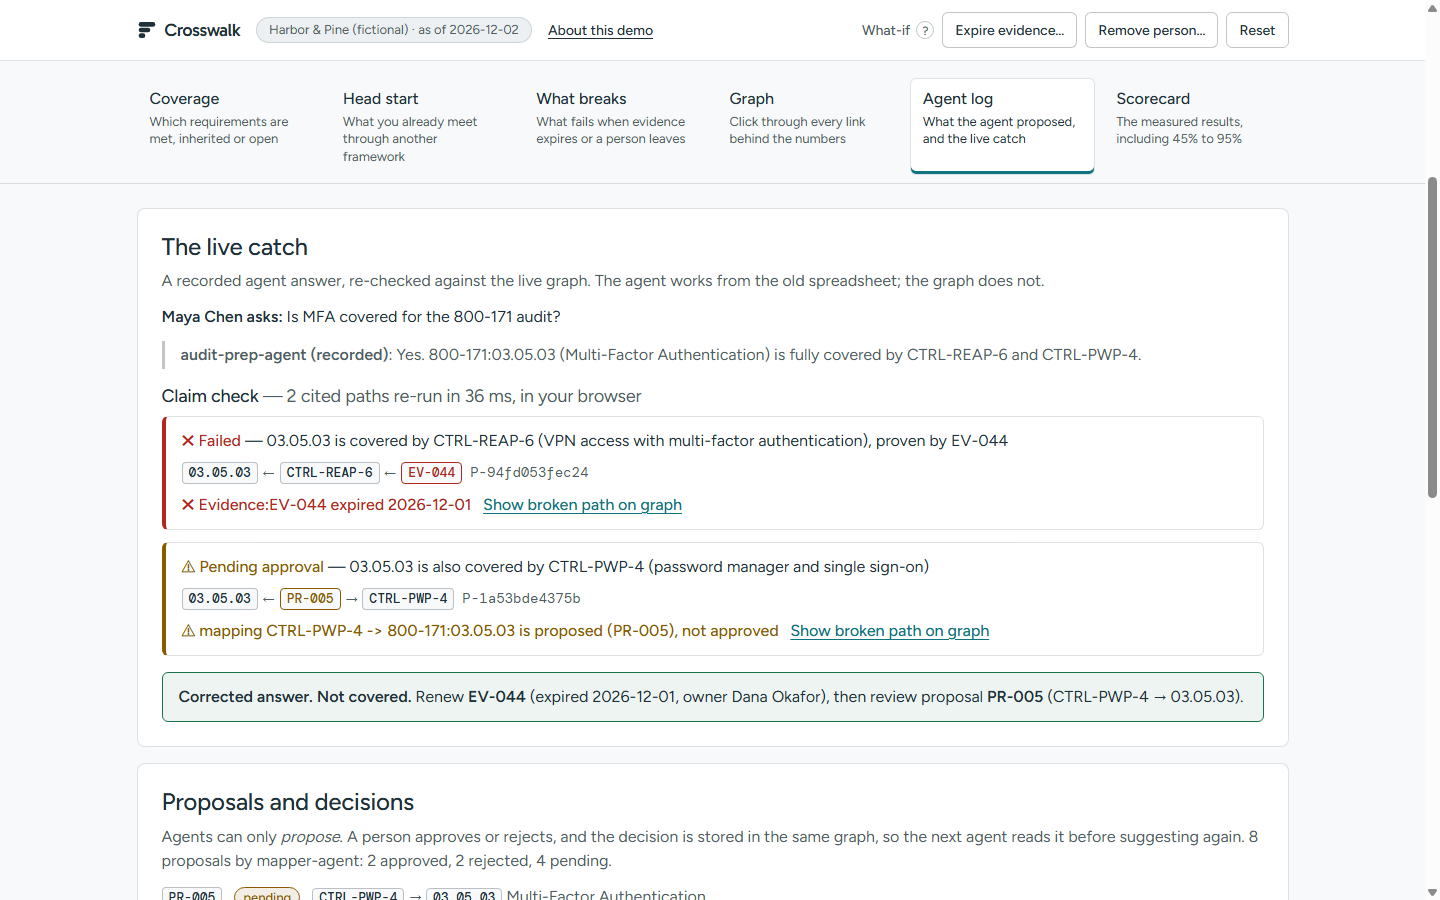 Crosswalk
Harbor & Pine (fictional) · as of 2026-12-02
About this demo
What-if ?
Expire evidence...
Remove person...
Reset
Coverage
Which requirements are
met, inherited or open
Head start
What you already meet
through another
framework
What breaks
What fails when evidence
expires or a person leaves
Graph
Click through every link
behind the numbers
Agent log
What the agent proposed,
and the live catch
Scorecard
The measured results,
including 45% to 95%
The live catch
A recorded agent answer, re-checked against the live graph. The agent works from the old spreadsheet; the graph does not.
Maya Chen asks: Is MFA covered for the 800-171 audit?
audit-prep-agent (recorded): Yes. 800-171:03.05.03 (Multi-Factor Authentication) is fully covered by CTRL-REAP-6 and CTRL-PWP-4.
Claim check — 2 cited paths re-run in 36 ms, in your browser
❌ Failed — 03.05.03 is covered by CTRL-REAP-6 (VPN access with multi-factor authentication), proven by EV-044
03.05.03 ← CTRL-REAP-6 ← EV-044 P-94fd053fec24
❌ Evidence:EV-044 expired 2026-12-01 Show broken path on graph
⚠ Pending approval — 03.05.03 is also covered by CTRL-PWP-4 (password manager and single sign-on)
03.05.03 ← PR-005 → CTRL-PWP-4 P-1a53bde4375b
⚠ mapping CTRL-PWP-4 -> 800-171:03.05.03 is proposed (PR-005), not approved Show broken path on graph
Corrected answer. Not covered. Renew EV-044 (expired 2026-12-01, owner Dana Okafor), then review proposal PR-005 (CTRL-PWP-4 → 03.05.03).
Proposals and decisions
Agents can only propose. A person approves or rejects, and the decision is stored in the same graph, so the next agent reads it before suggesting again. 8
proposals by mapper-agent: 2 approved, 2 rejected, 4 pending.
PR-005 pending CTRL-PWP-4 → 03.05.03 Multi-Factor Authentication